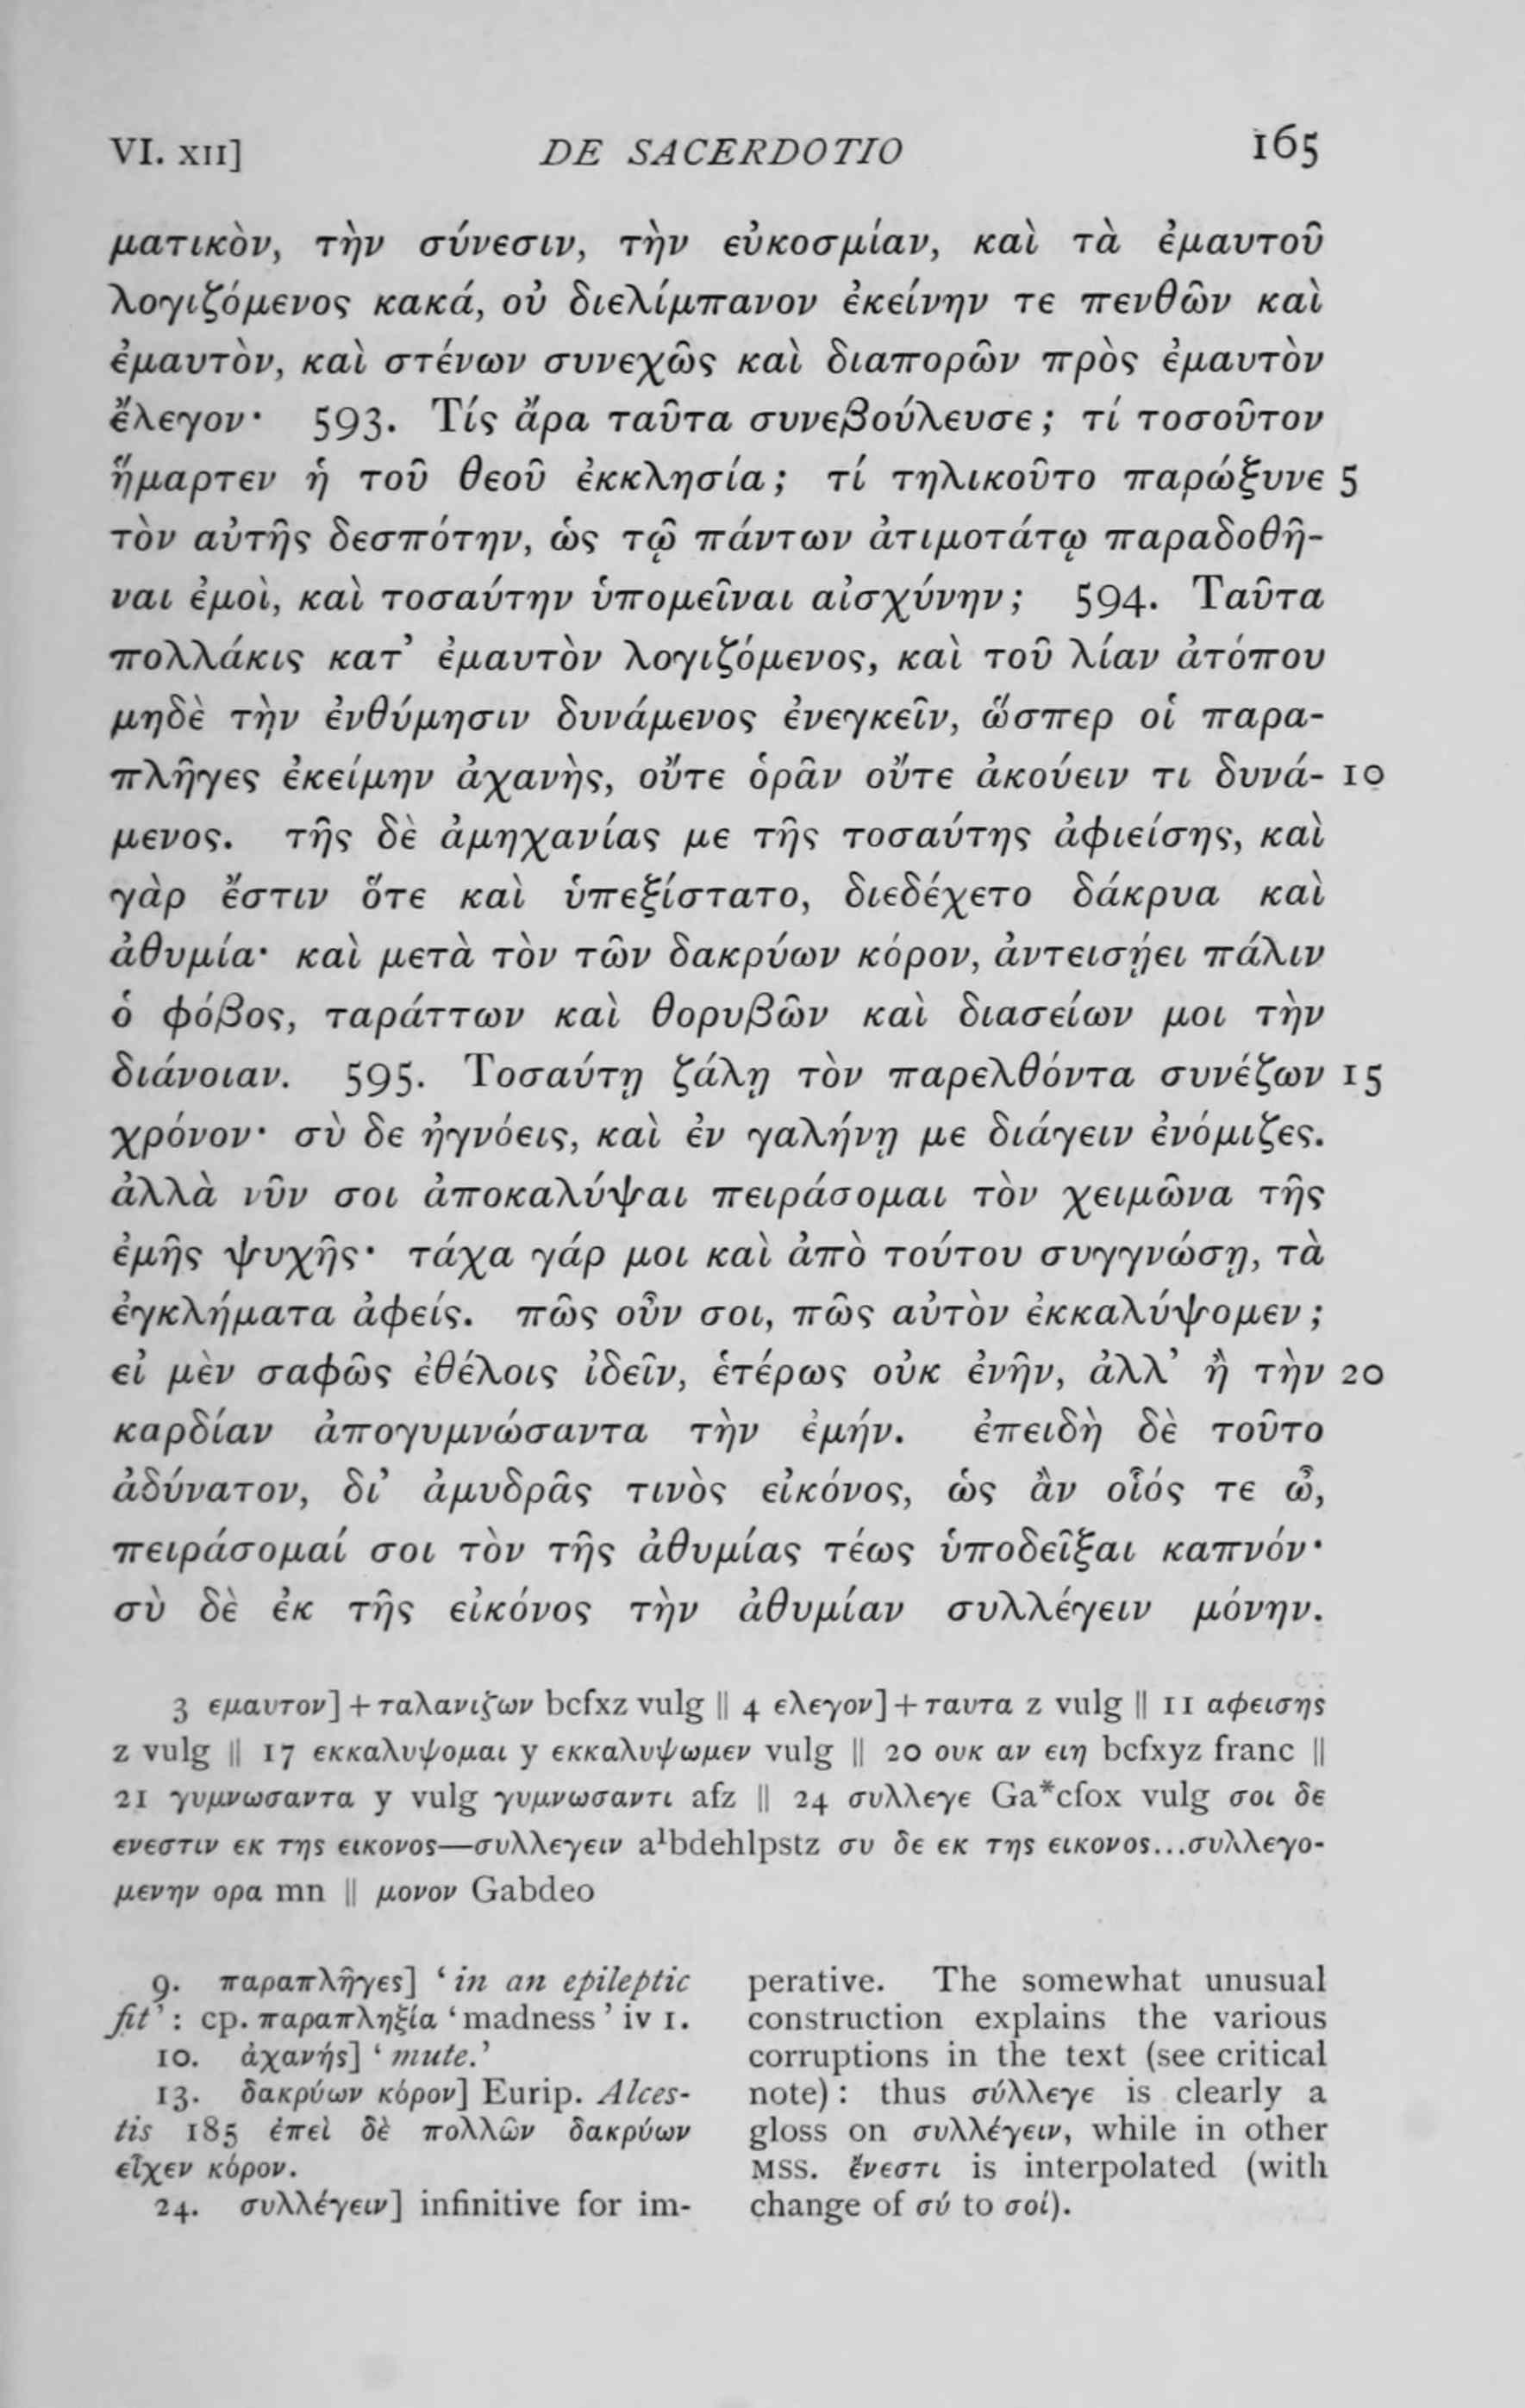 VI. XII] DE SACERDOTIO 165
ματικὸν, τὴν σύνεσιν, τὴν εὐκοσμίαν, καὶ τὰ ἐμαυτοῦ
λογιζόμενος κακά, οὐ διελίμπανον ἐκείνην τε πενθῶν καὶ
ἐμαυτὸν, καὶ στένων συνεχῶς καὶ διαπορῶν πρὸς ἐμαυτὸν
ἔλεγον· 593. Τίς ἄρα ταῦτα συνεβούλευσε; τί τοσοῦτον
ἥμαρτεν ἡ τοῦ θεοῦ ἐκκλησία; τί τηλικοῦτο παρώξυνε 5
τὸν αὐτῆς δεσπότην, ὡς τῷ πάντων ἀτιμοτάτῳ παραδοθῆ-
ναι ἐμοὶ, καὶ τοσαύτην ὑπομεῖναι αἰσχύνην; 594. Ταῦτα
πολλάκις κατ’ ἐμαυτὸν λογιζόμενος, καὶ τοῦ λίαν ἀτόπου
μηδὲ τὴν ἐνθύμησιν δυνάμενος ἐνεγκεῖν, ὥσπερ οἱ παρα-
πλῆγες ἐκείμην ἀχανὴς, οὔτε ὁρᾶν οὔτε ἀκούειν τι δυνά- 10
μενος. τῆς δὲ ἀμηχανίας με τῆς τοσαύτης ἀφιείσης, καὶ
γὰρ ἔστιν ὅτε καὶ ὑπεξίστατο, διεδέχετο δάκρυα καὶ
ἀθυμία· καὶ μετὰ τὸν τῶν δακρύων κόρον, ἀντεισῄει πάλιν
ὁ φόβος, ταράττων καὶ θορυβῶν καὶ διασείων μοι τὴν
διάνοιαν. 595. Τοσαύτῃ ζάλῃ τὸν παρελθόντα συνέζων 15
χρόνον· σὺ δε ἠγνόεις, καὶ ἐν γαλήνῃ με διάγειν ἐνόμιζες.
ἀλλὰ νῦν σοι ἀποκαλύψαι πειράσομαι τὸν χειμῶνα τῆς
ἐμῆς ψυχῆς· τάχα γάρ μοι καὶ ἀπὸ τούτου συγγνώσῃ, τὰ
ἐγκλήματα ἀφείς. πῶς οὖν σοι, πῶς αὐτὸν ἐκκαλύψομεν;
εἰ μὲν σαφῶς ἐθέλοις ἰδεῖν, ἑτέρως οὐκ ἐνῆν, ἀλλ’ ἢ τὴν 20
καρδίαν ἀπογυμνώσαντα τὴν ἐμήν. ἐπειδὴ δὲ τοῦτο
ἀδύνατον, δι’ ἀμυδρᾶς τινὸς εἰκόνος, ὡς ἂν οἷός τε ὦ,
πειράσομαί σοι τὸν τῆς ἀθυμίας τέως ὑποδεῖξαι καπνόν·
σὺ δὲ ἐκ τῆς εἰκόνος τὴν ἀθυμίαν συλλέγειν μόνην.
3 εμαυτον] + ταλανιζων bcfxz vulg || 4 ελεγον] + ταυτα z vulg || 11 αφεισης
z vulg || 17 εκκαλυψομαι y εκκαλυψωμεν vulg || 20 ουκ αν ειη bcfxyz franc ||
21 γυμνωσαντα y vulg γυμνωσαντι afz || 24 συλλεγε Ga*cfox vulg σοι δε
ενεστιν εκ της εικονος—συλλεγειν a¹bdehlpstz συ δε εκ της εικονος...συλλεγο-
μενην ορα mn || μονον Gabdeo
9. παραπλῆγες] ‘in an epileptic
fit’ : cp. παραπληξία ‘madness’ iv 1.
10. ἀχανής] ‘mute.’
13. δακρύων κόρον] Eurip. Alces-
tis 185 ἐπεὶ δὲ πολλῶν δακρύων
εἶχεν κόρον.
24. συλλέγειν] infinitive for im-
perative. The somewhat unusual
construction explains the various
corruptions in the text (see critical
note): thus σύλλεγε is clearly a
gloss on συλλέγειν, while in other
MSS. ἔνεστι is interpolated (with
change of σύ to σοί).